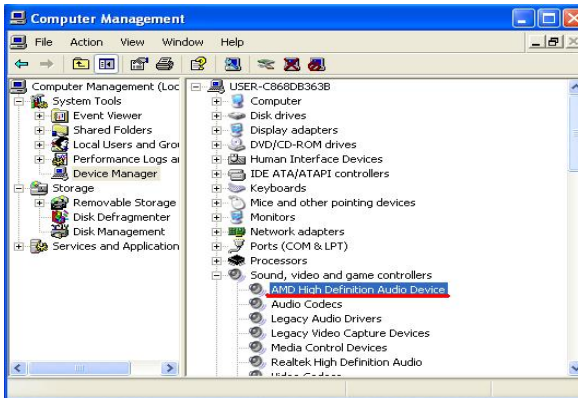 Computer Management
File Action View Window Help
Computer Management (Loc
System Tools
Event Viewer
Shared Folders
Local Users and Grou
Performance Logs a
Device Manager
Storage
Removable Storage
Disk Defragmenter
Disk Management
Services and Application
USER-C868DB363B
Computer
Disk drives
Display adapters
DVD/CD-ROM drives
Human Interface Devices
IDE ATA/ATAPI controllers
Keyboards
Mice and other pointing devices
Monitors
Network adapters
Ports (COM & LPT)
Processors
Sound, video and game controllers
AMD High Definition Audio Device
Audio Codecs
Legacy Audio Drivers
Legacy Video Capture Devices
Media Control Devices
Realtek High Definition Audio